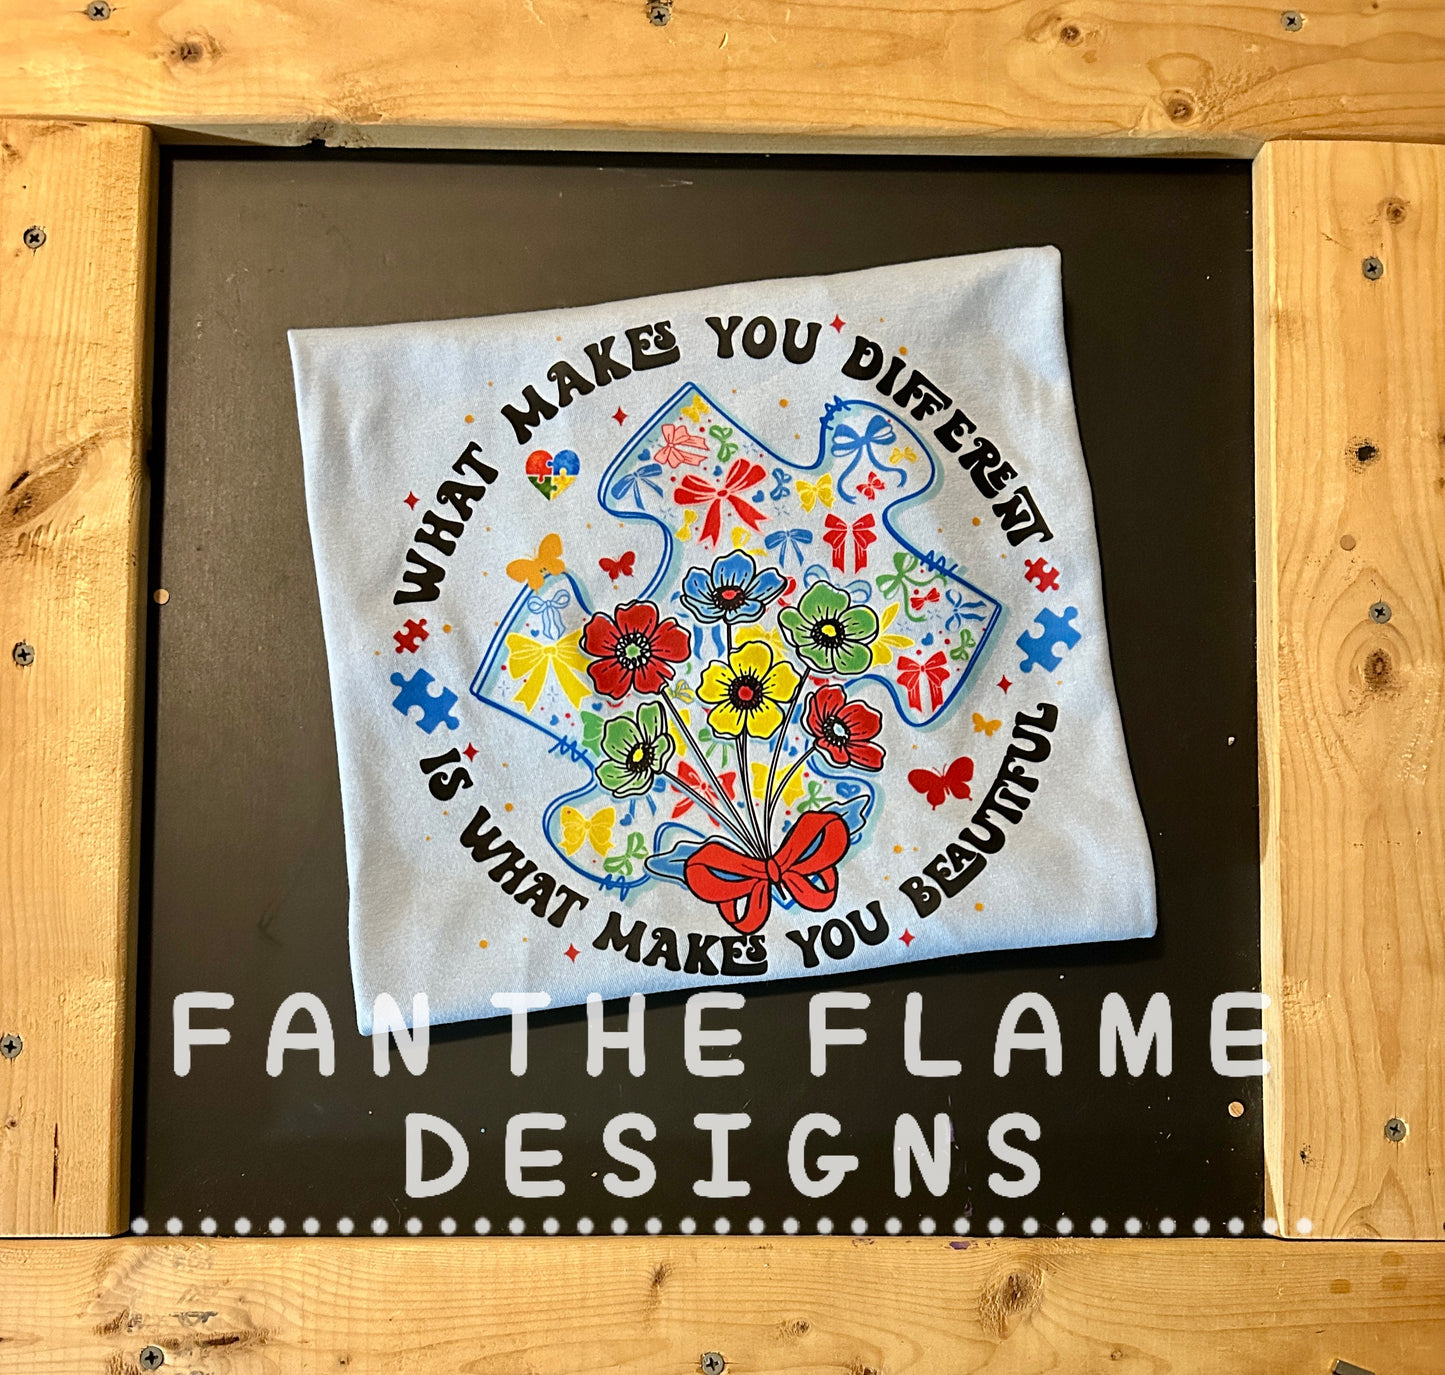 WHAT MAKES YOU DIFFERENT
IS WHAT MAKES YOU BEAUTIFUL
FAN THE FLAME
DESIGNS